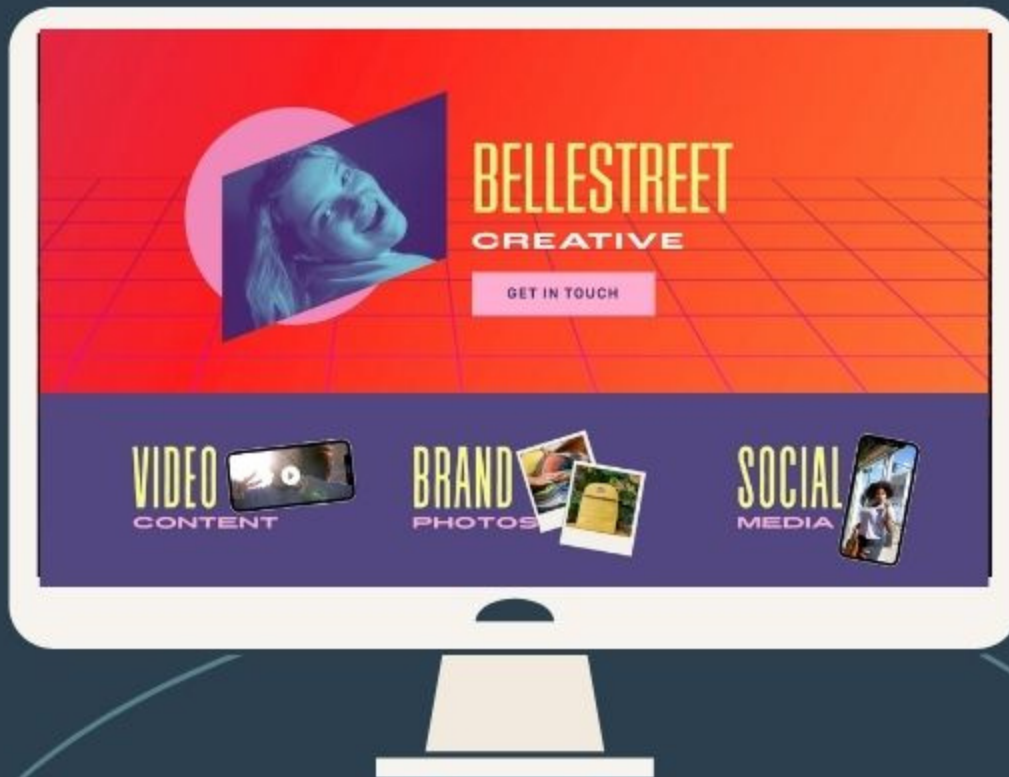 BELLESTREET
CREATIVE
GET IN TOUCH
VIDEO
CONTENT
BRAND
PHOTOS
SOCIAL
MEDIA